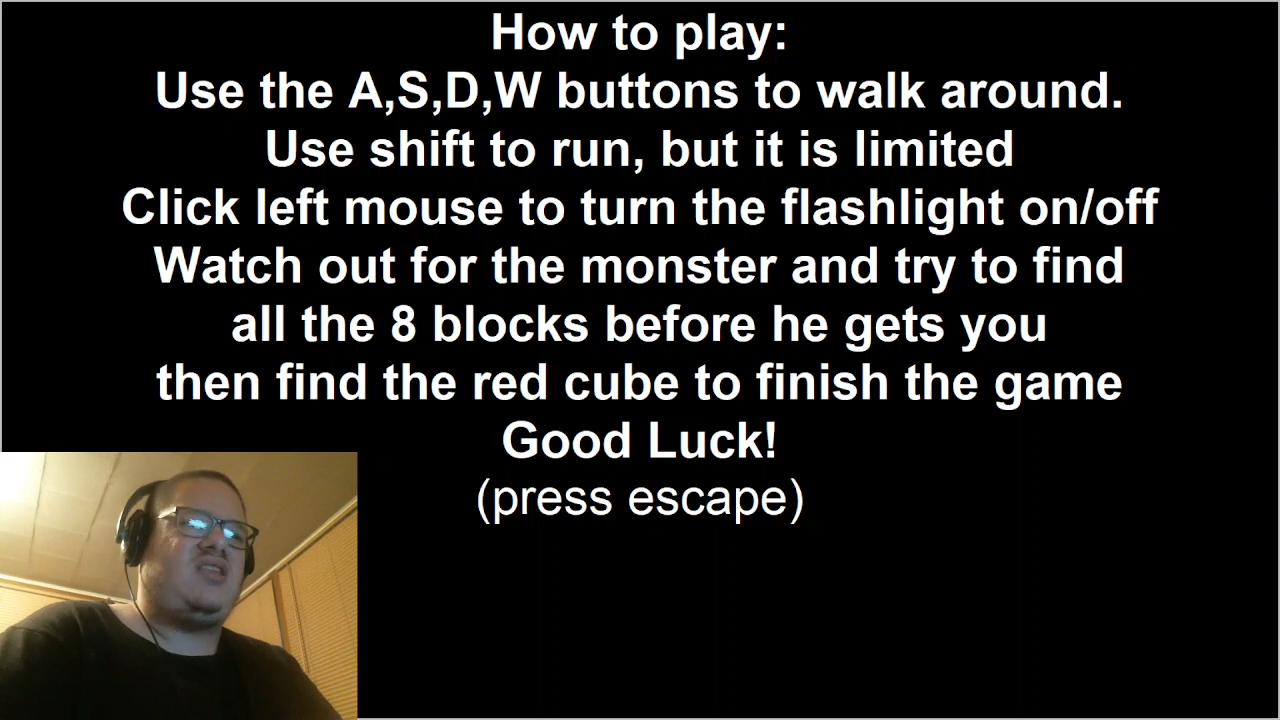 How to play:
Use the A,S,D,W buttons to walk around.
Use shift to run, but it is limited
Click left mouse to turn the flashlight on/off
Watch out for the monster and try to find
all the 8 blocks before he gets you
then find the red cube to finish the game
Good Luck!
(press escape)